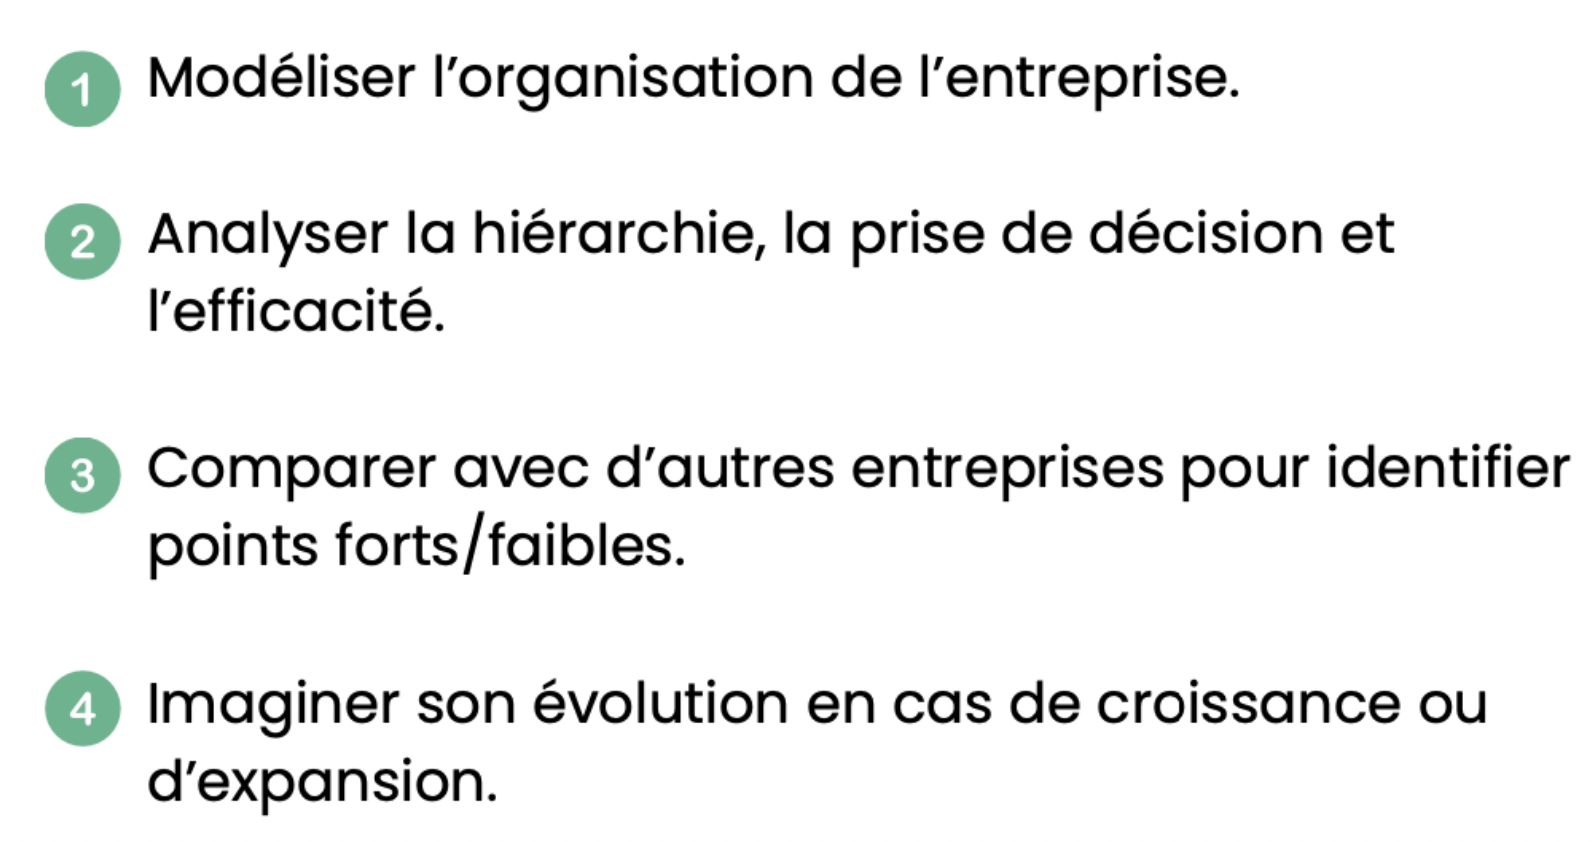 1 Modéliser l’organisation de l’entreprise.
2 Analyser la hiérarchie, la prise de décision et
l’efficacité.
3 Comparer avec d’autres entreprises pour identifier
points forts/faibles.
4 Imaginer son évolution en cas de croissance ou
d’expansion.